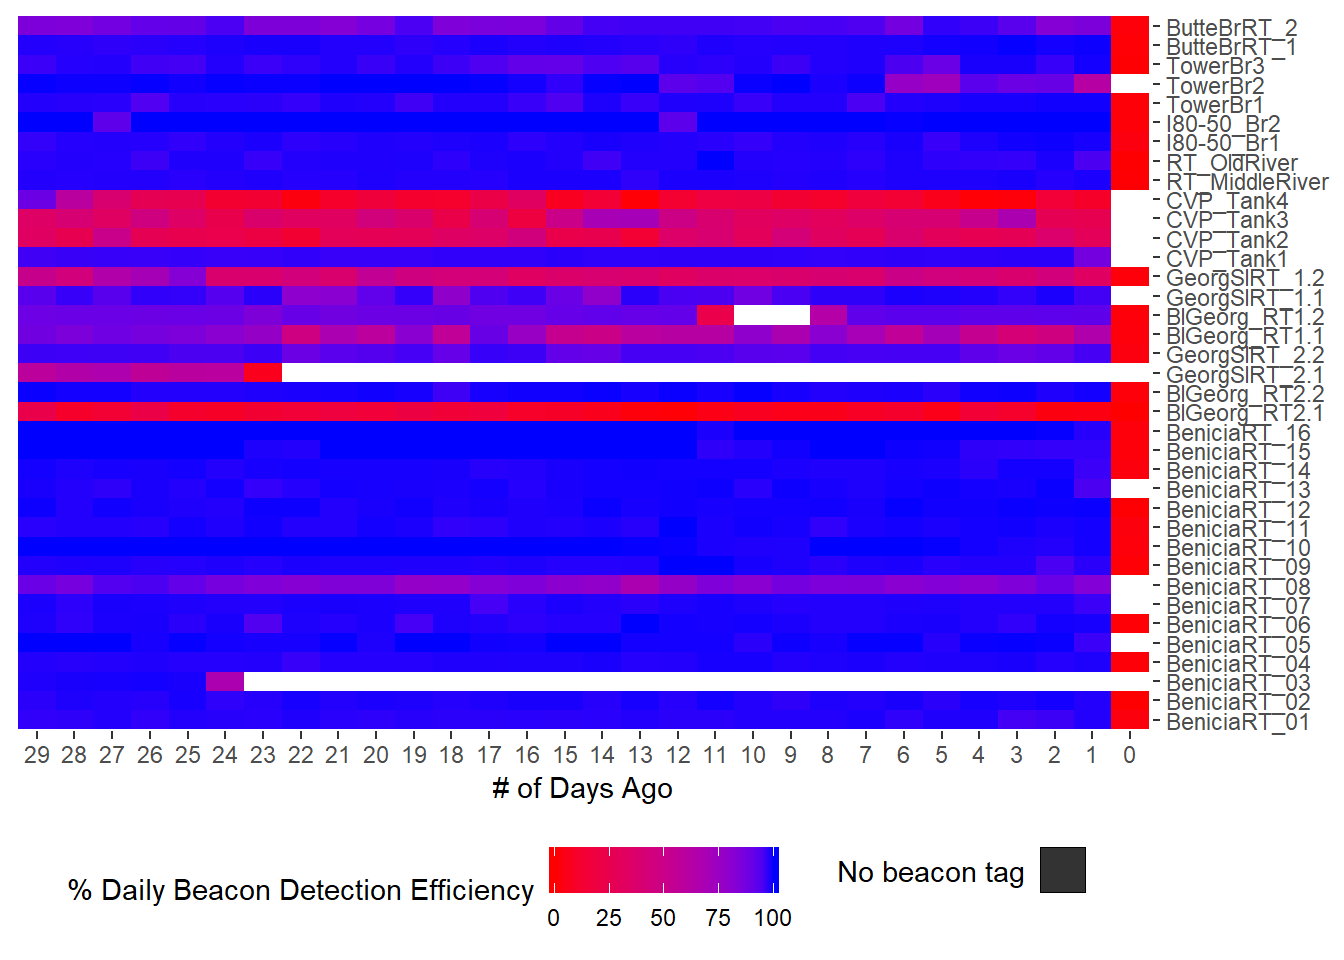 ButteBrRT_2
ButteBrRT_1
TowerBr3
TowerBr2
TowerBr1
I80-50_Br2
I80-50_Br1
RT_OldRiver
RT_MiddleRiver
CVP_Tank4
CVP_Tank3
CVP_Tank2
CVP_Tank1
GeorgSlRT_1.2
GeorgSlRT_1.1
BlGeorg_RT1.2
BlGeorg_RT1.1
GeorgSlRT_2.2
GeorgSlRT_2.1
BlGeorg_RT2.2
BlGeorg_RT2.1
BeniciaRT_16
BeniciaRT_15
BeniciaRT_14
BeniciaRT_13
BeniciaRT_12
BeniciaRT_11
BeniciaRT_10
BeniciaRT_09
BeniciaRT_08
BeniciaRT_07
BeniciaRT_06
BeniciaRT_05
BeniciaRT_04
BeniciaRT_03
BeniciaRT_02
BeniciaRT_01
29 28 27 26 25 24 23 22 21 20 19 18 17 16 15 14 13 12 11 10 9 8 7 6 5 4 3 2 1 0
# of Days Ago
% Daily Beacon Detection Efficiency
0 25 50 75 100
No beacon tag